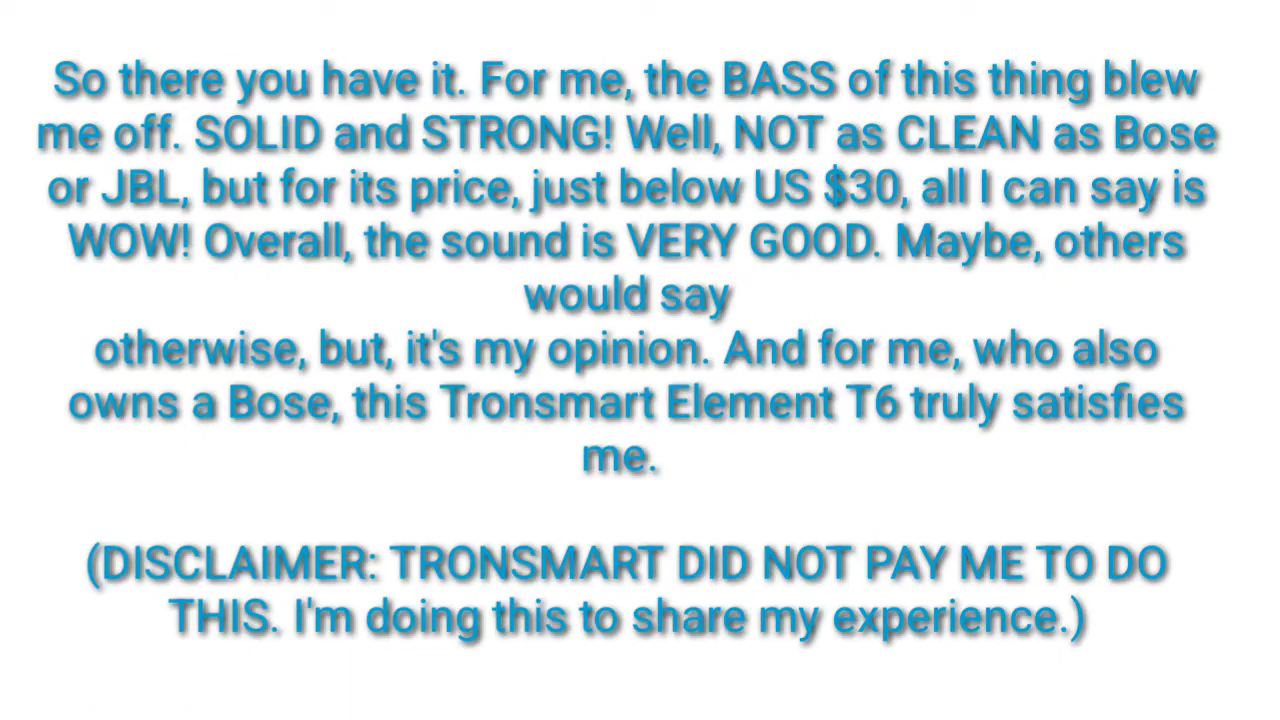 So there you have it. For me, the BASS of this thing blew
me off. SOLID and STRONG! Well, NOT as CLEAN as Bose
or JBL, but for its price, just below US $30, all I can say is
WOW! Overall, the sound is VERY GOOD. Maybe, others
would say
otherwise, but, it's my opinion. And for me, who also
owns a Bose, this Tronsmart Element T6 truly satisfies
me.
(DISCLAIMER: TRONSMART DID NOT PAY ME TO DO
THIS. I'm doing this to share my experience.)